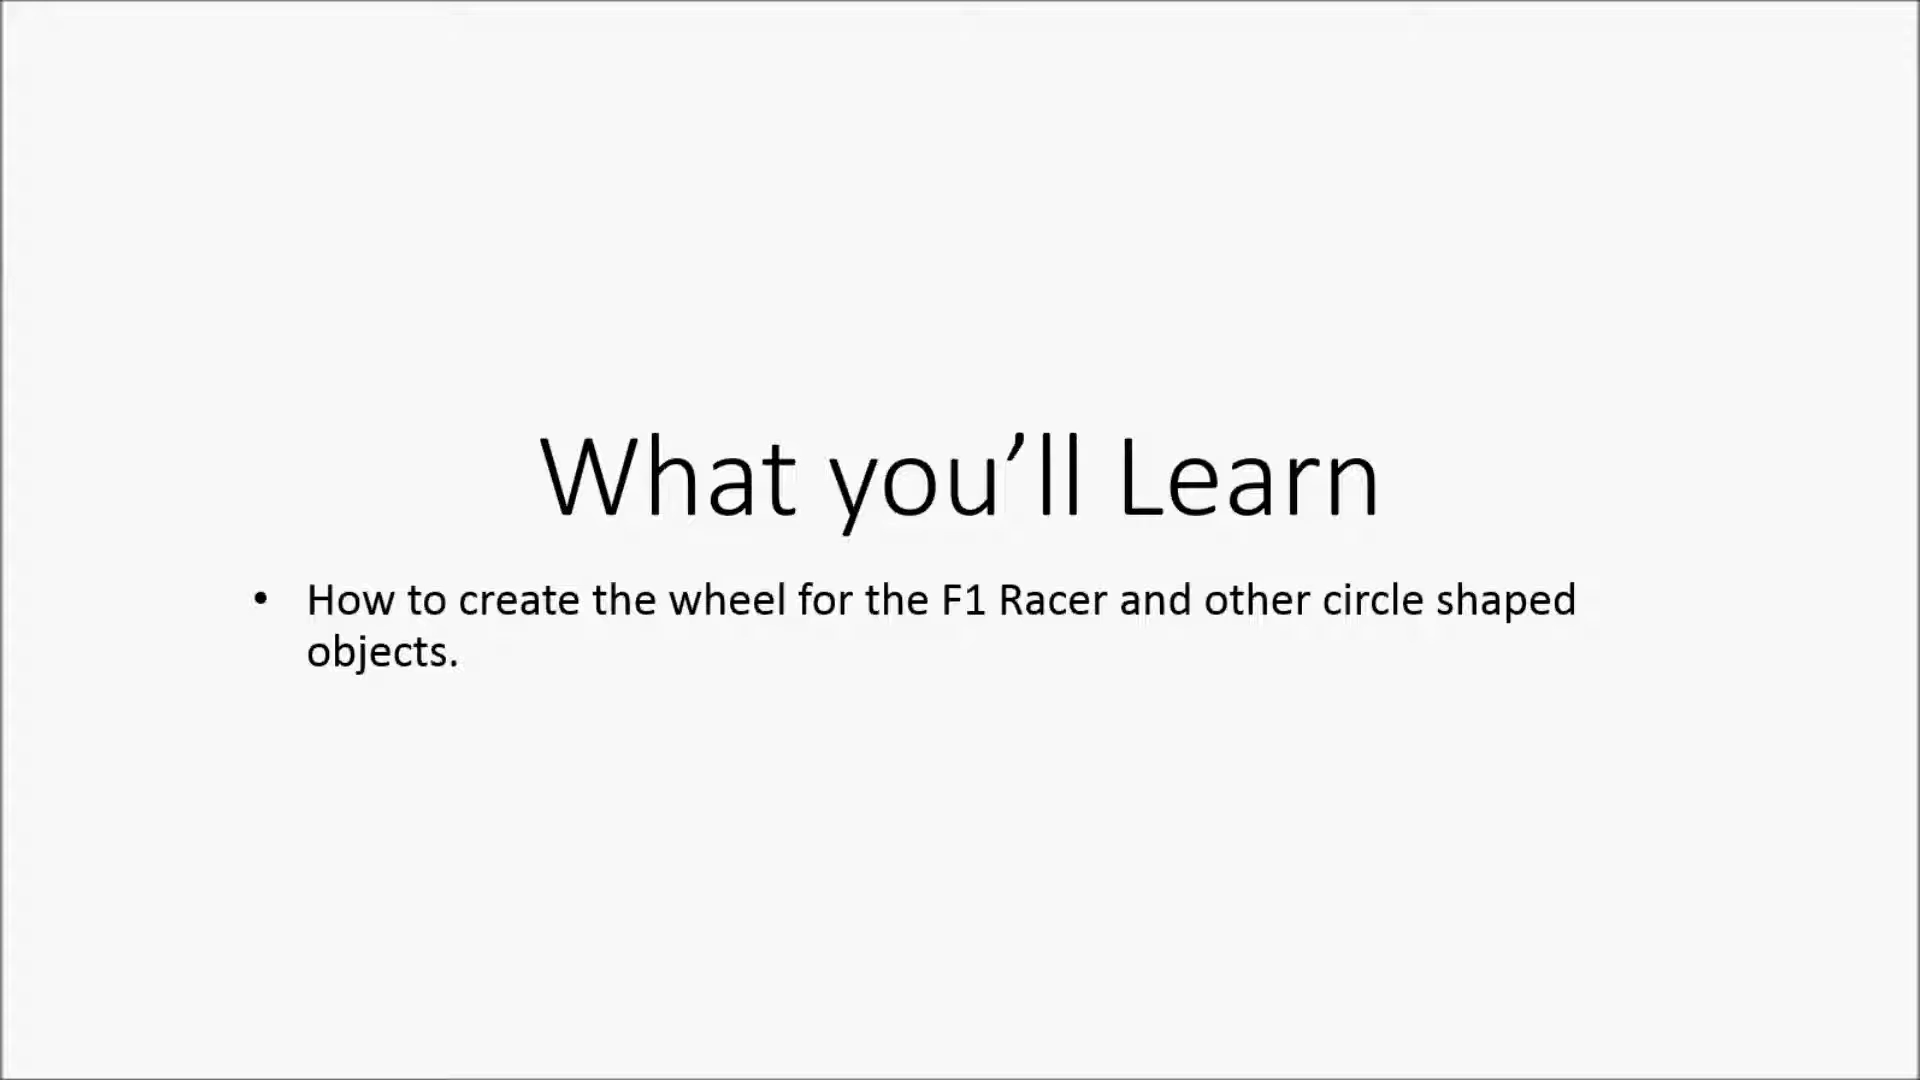 What you’ll Learn
• How to create the wheel for the F1 Racer and other circle shaped
objects.